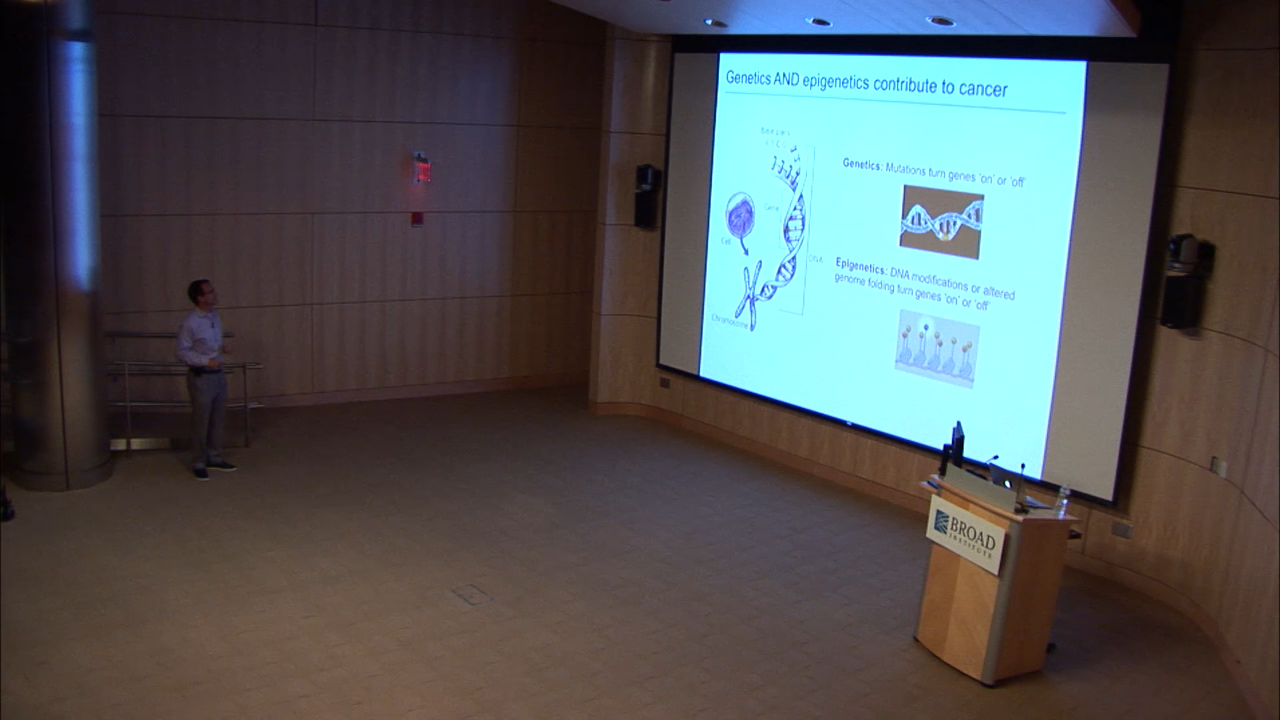 Genetics AND epigenetics contribute to cancer
Gene
DNA
Cell
Chromosome
Genetics: Mutations turn genes ‘on’ or ‘off’
Epigenetics: DNA modifications or altered
genome folding turn genes ‘on’ or ‘off’
BROAD
INSTITUTE